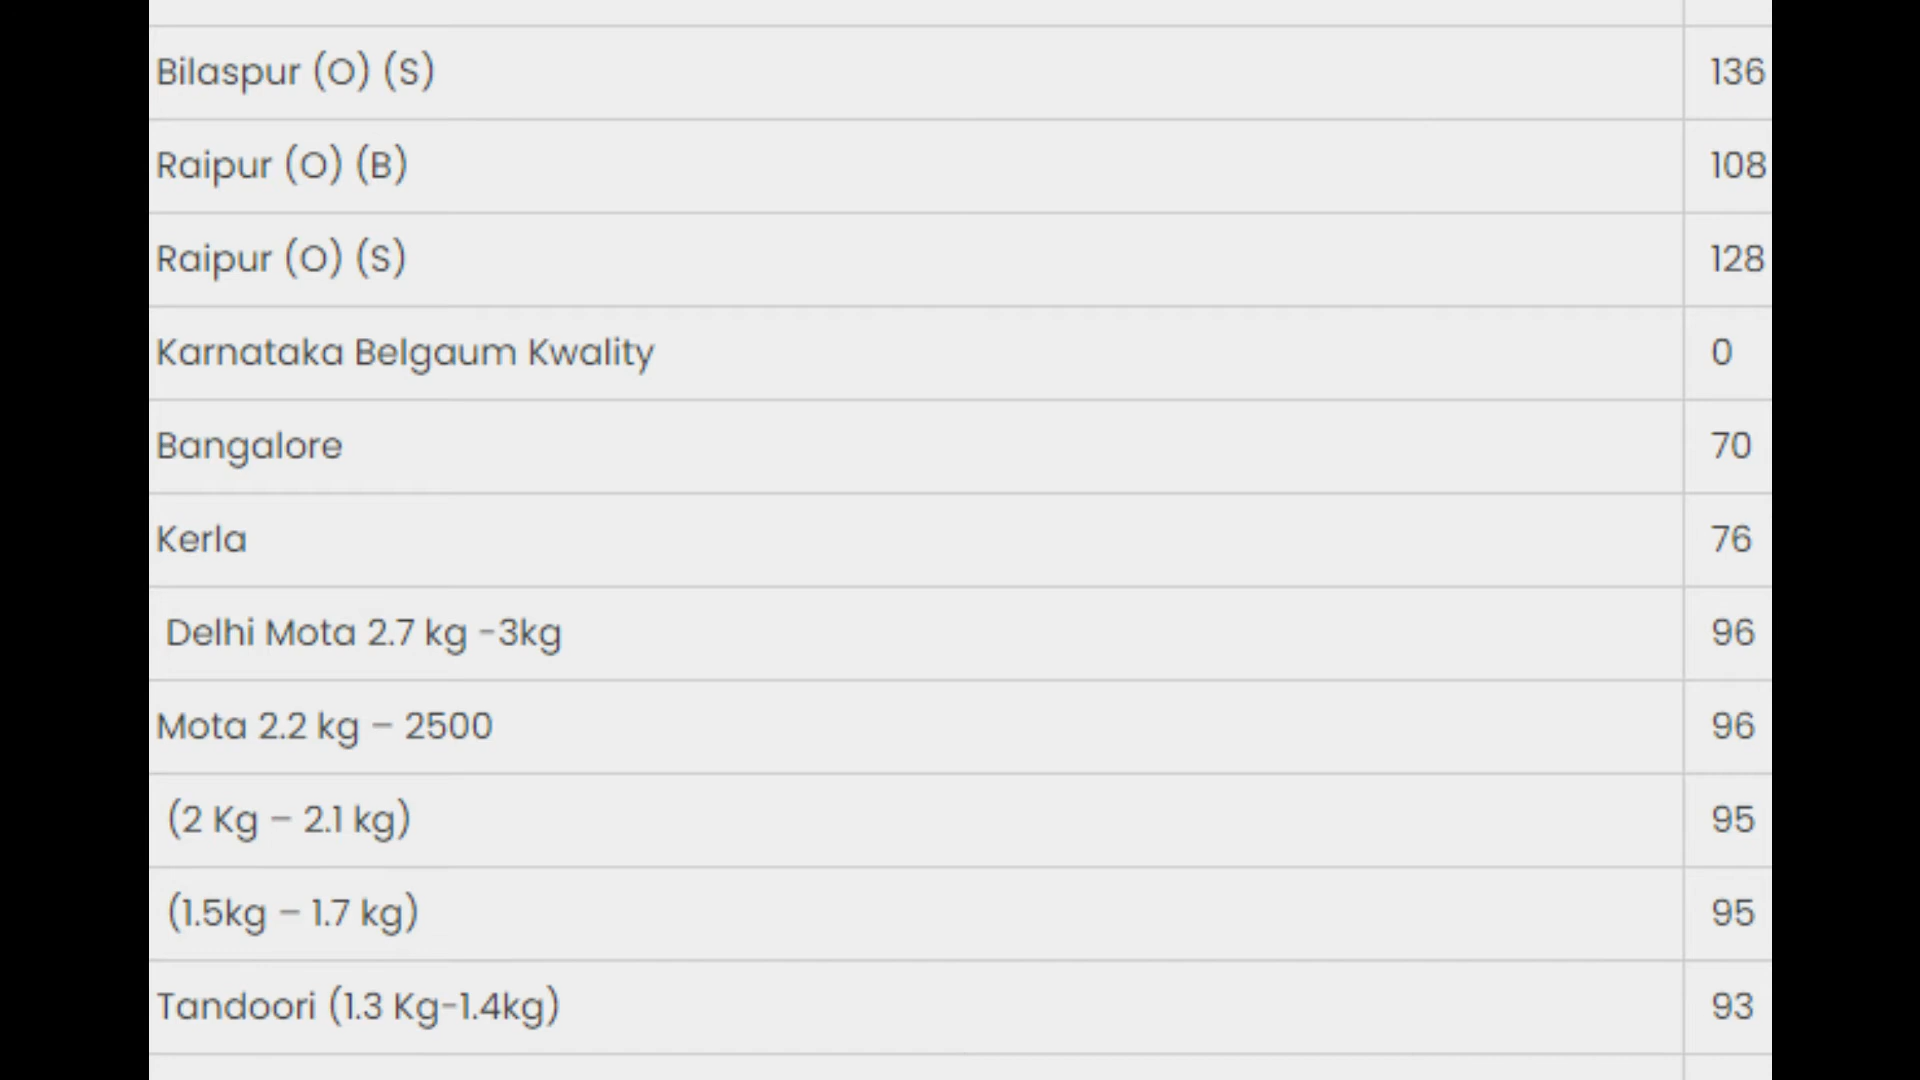 Bilaspur (O) (S) 136
Raipur (O) (B) 108
Raipur (O) (S) 128
Karnataka Belgaum Kwality 0
Bangalore 70
Kerla 76
Delhi Mota 2.7 kg -3kg 96
Mota 2.2 kg – 2500 96
(2 Kg – 2.1 kg) 95
(1.5kg – 1.7 kg) 95
Tandoori (1.3 Kg-1.4kg) 93